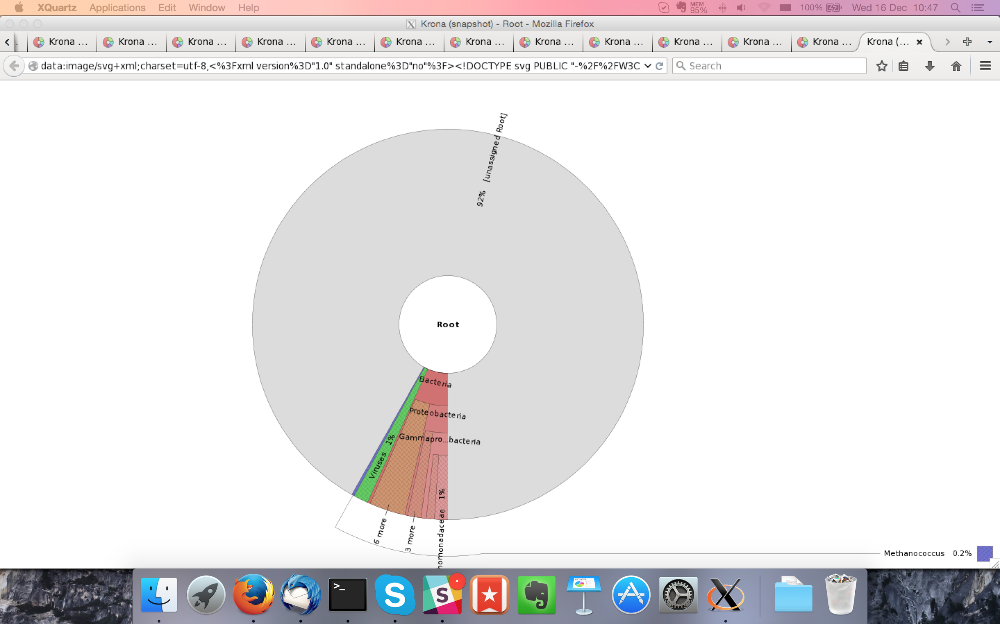 XQuartz Applications Edit Window Help MEM 95% 100% Wed 16 Dec 10:47
Krona (snapshot) - Root - Mozilla Firefox
. Krona ... Krona ... Krona ... Krona ... Krona ... Krona ... Krona ... Krona ... Krona ... Krona ... Krona ... Krona ... Krona (...
data:image/svg+xml;charset=utf-8,<%3Fxml version%3D"1.0" standalone%3D"no"%3F><!DOCTYPE svg PUBLIC "-%2F%2FW3C Search
92% [unassigned Root]
Root
Bacteria
Proteobacteria
Gammapro...bacteria
Viruses 1%
homonadaceae 1%
6 more
3 more
Methanococcus 0.2%
>_
KEYNOTE